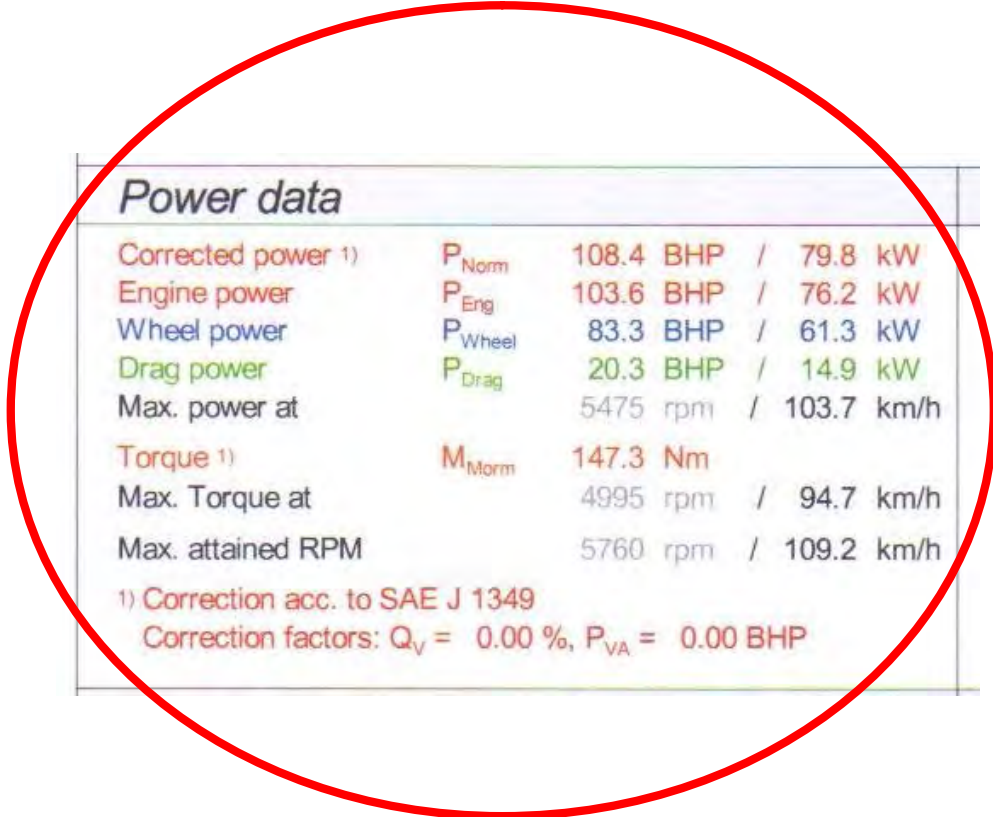 Power data
Corrected power 1) P Norm 108.4 BHP / 79.8 kW
Engine power P Eng 103.6 BHP / 76.2 kW
Wheel power P Wheel 83.3 BHP / 61.3 kW
Drag power P Drag 20.3 BHP / 14.9 kW
Max. power at 5475 rpm / 103.7 km/h
Torque 1) M Morm 147.3 Nm
Max. Torque at 4995 rpm / 94.7 km/h
Max. attained RPM 5760 rpm / 109.2 km/h
1) Correction acc. to SAE J 1349
Correction factors: Q V = 0.00 %, P VA = 0.00 BHP